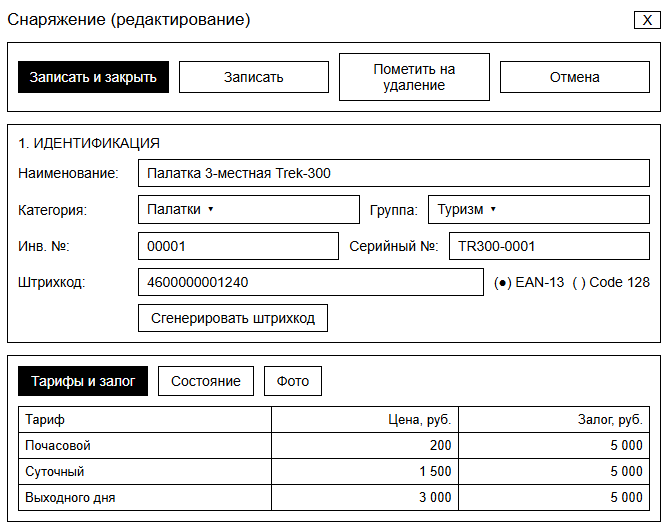 Снаряжение (редактирование) X
Записать и закрыть Записать Пометить на удаление Отмена
1. ИДЕНТИФИКАЦИЯ
Наименование: Палатка 3-местная Trek-300
Категория: Палатки ▼ Группа: Туризм ▼
Инв. №: 00001 Серийный №: TR300-0001
Штрихкод: 4600000001240 (●) EAN-13 ( ) Code 128
Сгенерировать штрихкод
Тарифы и залог Состояние Фото
Тариф Цена, руб. Залог, руб.
Почасовой 200 5 000
Суточный 1 500 5 000
Выходного дня 3 000 5 000